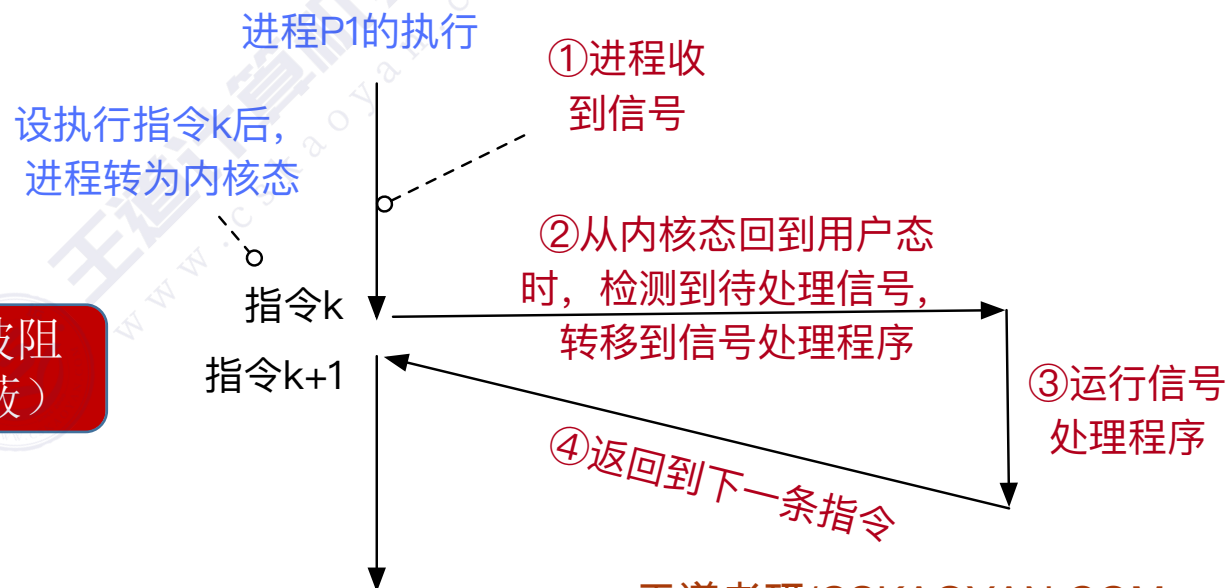 进程P1的执行
①进程收
到信号
设执行指令k后，
进程转为内核态
②从内核态回到用户态
时，检测到待处理信号，
转移到信号处理程序
指令k
指令k+1
被阻
蔽）
③运行信号
处理程序
④返回到下一条指令